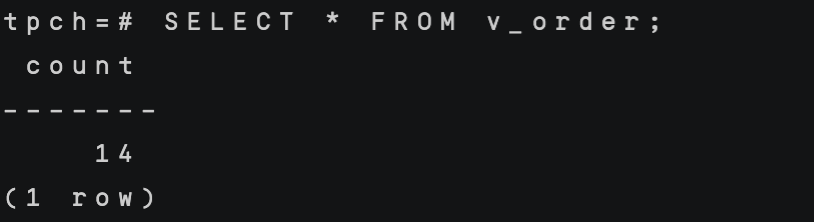 tpch=# SELECT * FROM v_order;
 count
-------
    14
(1 row)